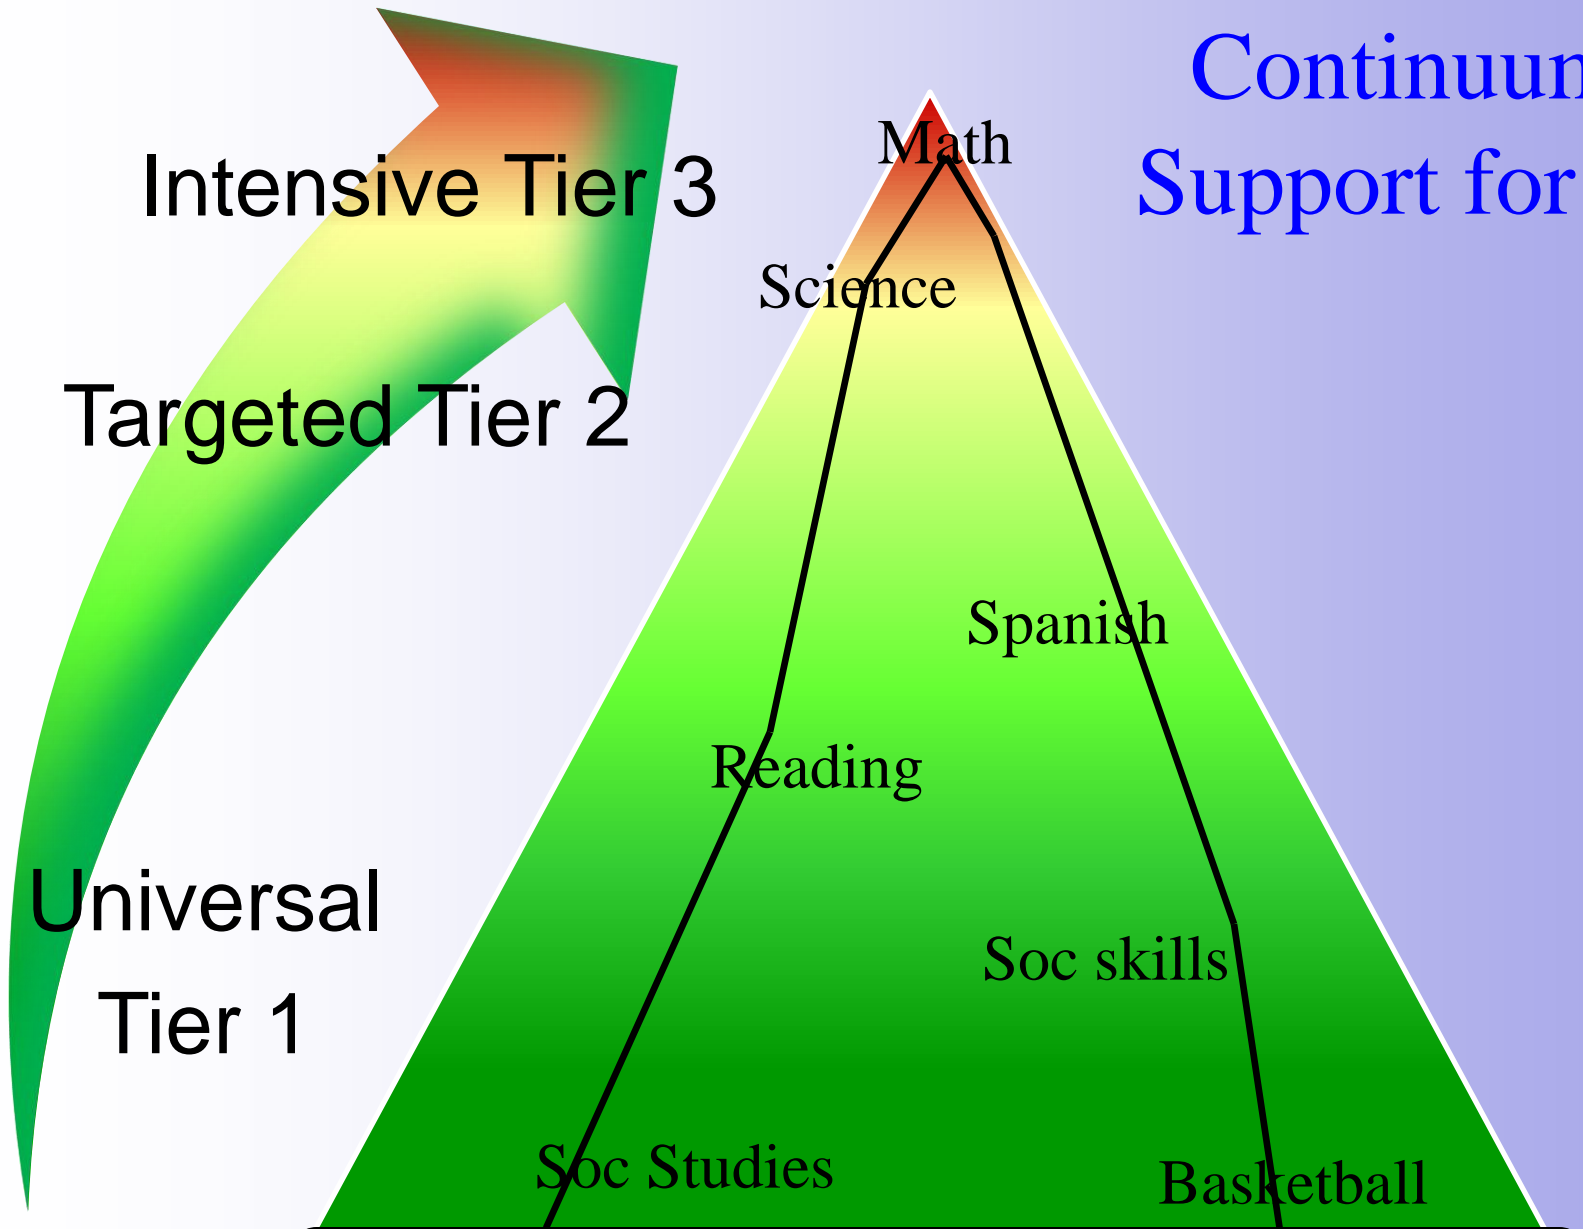 Continuum
Support for
Intensive Tier 3
Math
Science
Targeted Tier 2
Spanish
Reading
Universal
Tier 1
Soc skills
Soc Studies
Basketball